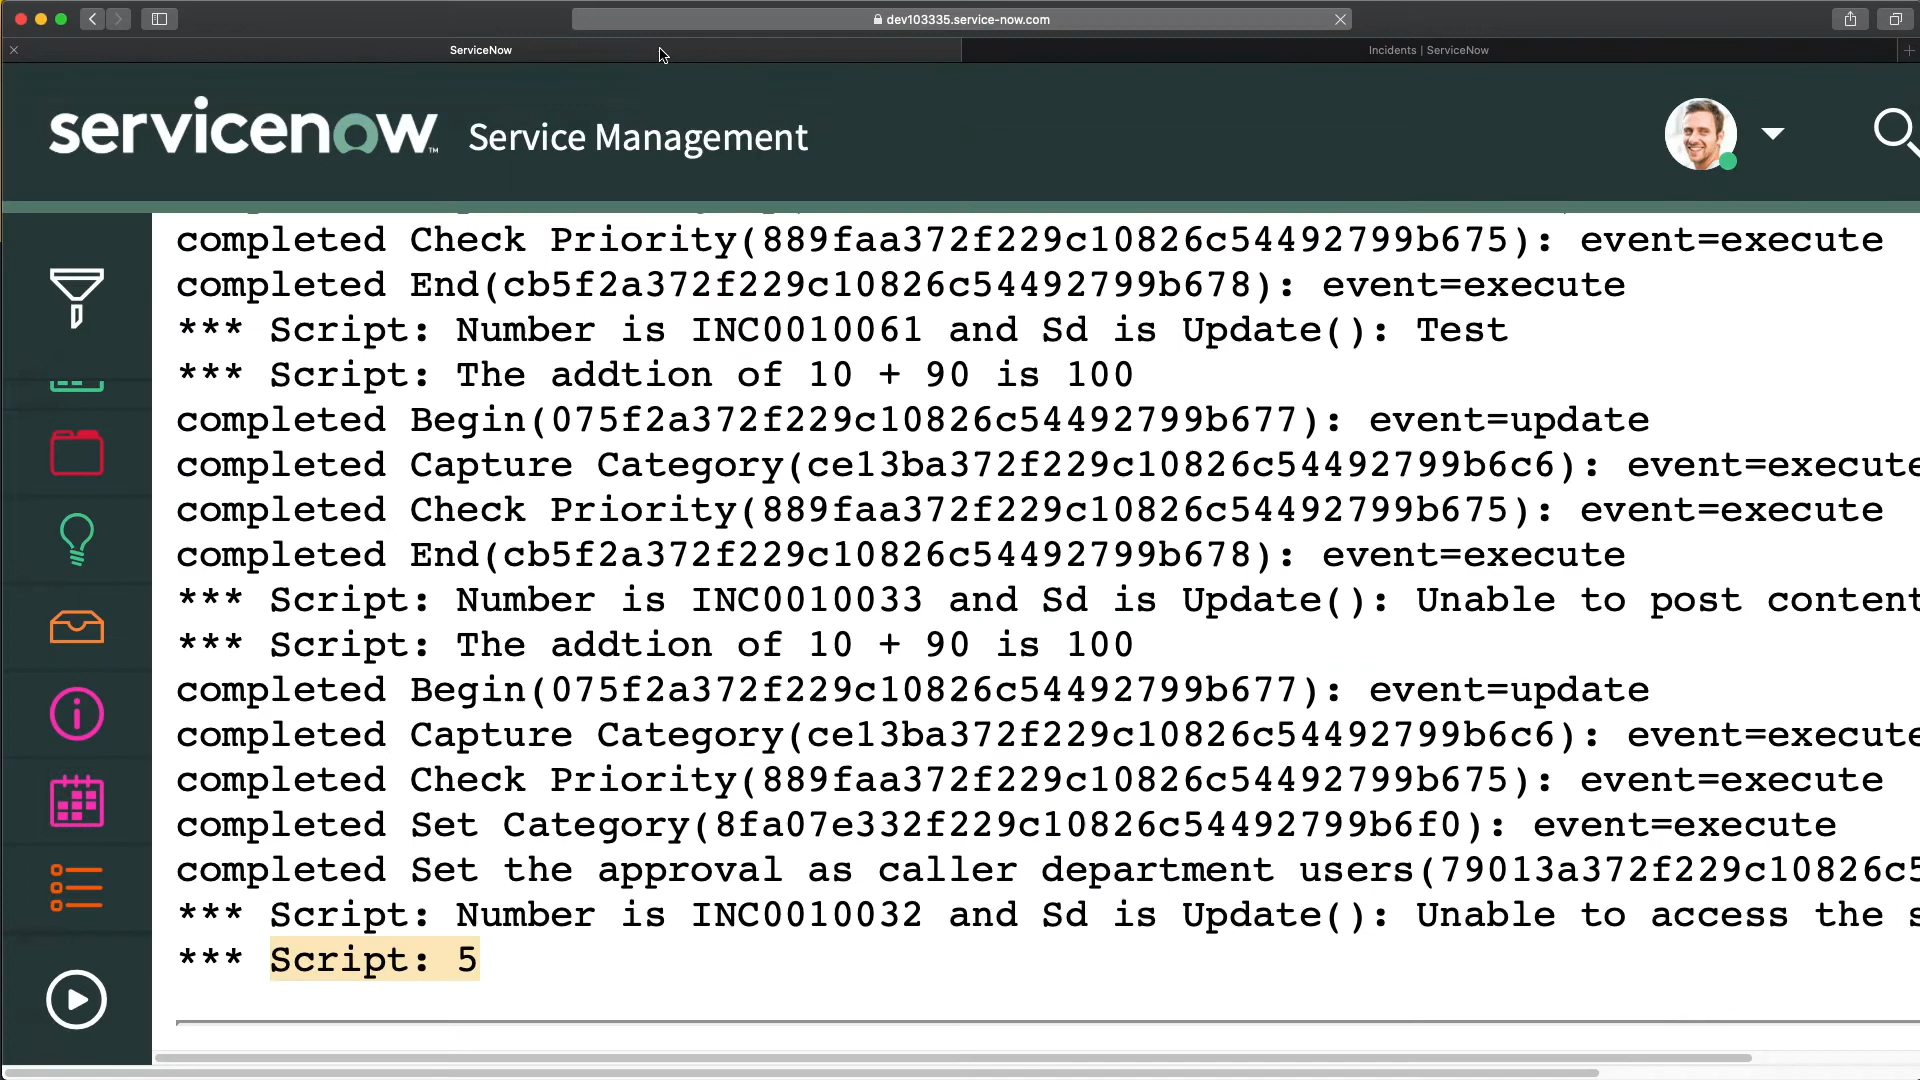 dev103335.service-now.com
ServiceNow
Incidents | ServiceNow
servicenow
Service Management
completed Check Priority(889faa372f229c10826c54492799b675): event=execute
completed End(cb5f2a372f229c10826c54492799b678): event=execute
*** Script: Number is INC0010061 and Sd is Update(): Test
*** Script: The addtion of 10 + 90 is 100
completed Begin(075f2a372f229c10826c54492799b677): event=update
completed Capture Category(ce13ba372f229c10826c54492799b6c6): event=execute
completed Check Priority(889faa372f229c10826c54492799b675): event=execute
completed End(cb5f2a372f229c10826c54492799b678): event=execute
*** Script: Number is INC0010033 and Sd is Update(): Unable to post content
*** Script: The addtion of 10 + 90 is 100
completed Begin(075f2a372f229c10826c54492799b677): event=update
completed Capture Category(ce13ba372f229c10826c54492799b6c6): event=execute
completed Check Priority(889faa372f229c10826c54492799b675): event=execute
completed Set Category(8fa07e332f229c10826c54492799b6f0): event=execute
completed Set the approval as caller department users(79013a372f229c10826c5
*** Script: Number is INC0010032 and Sd is Update(): Unable to access the s
*** Script: 5